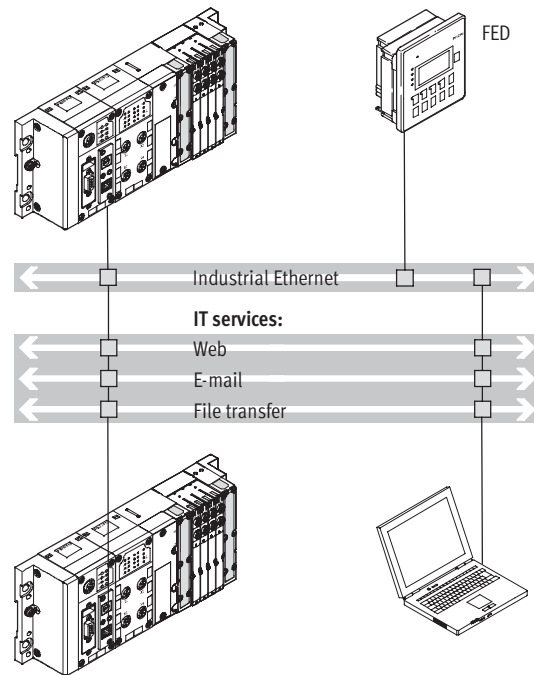 FED
Industrial Ethernet
IT services:
Web
E-mail
File transfer